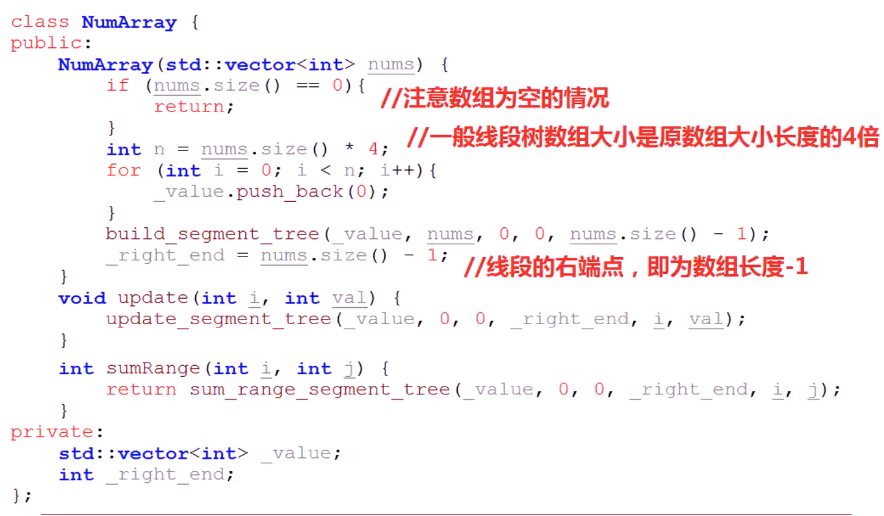 class NumArray {
public:
    NumArray(std::vector<int> nums) {
        if (nums.size() == 0){
            return; //注意数组为空的情况
        }
        int n = nums.size() * 4; //一般线段树数组大小是原数组大小长度的4倍
        for (int i = 0; i < n; i++){
            _value.push_back(0);
        }
        build_segment_tree(_value, nums, 0, 0, nums.size() - 1);
        _right_end = nums.size() - 1; //线段的右端点，即为数组长度-1
    }
    void update(int i, int val) {
        update_segment_tree(_value, 0, 0, _right_end, i, val);
    }
    int sumRange(int i, int j) {
        return sum_range_segment_tree(_value, 0, 0, _right_end, i, j);
    }
private:
    std::vector<int> _value;
    int _right_end;
};